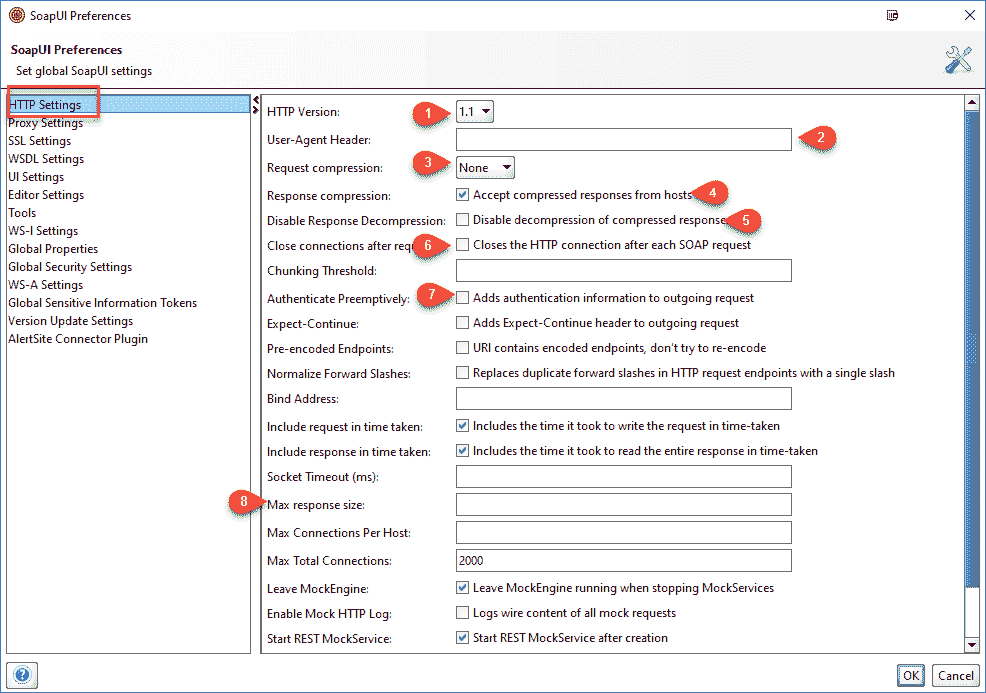 SoapUI Preferences
SoapUI Preferences
Set global SoapUI settings
HTTP Settings
Proxy Settings
SSL Settings
WSDL Settings
UI Settings
Editor Settings
Tools
WS-I Settings
Global Properties
Global Security Settings
WS-A Settings
Global Sensitive Information Tokens
Version Update Settings
AlertSite Connector Plugin
HTTP Version: 1 1.1
User-Agent Header: 2
Request compression: 3 None
Response compression: Accept compressed responses from hosts 4
Disable Response Decompression: Disable decompression of compressed response 5
Close connections after requ 6 Closes the HTTP connection after each SOAP request
Chunking Threshold:
Authenticate Preemptively: 7 Adds authentication information to outgoing request
Expect-Continue: Adds Expect-Continue header to outgoing request
Pre-encoded Endpoints: URI contains encoded endpoints, don't try to re-encode
Normalize Forward Slashes: Replaces duplicate forward slashes in HTTP request endpoints with a single slash
Bind Address:
Include request in time taken: Includes the time it took to write the request in time-taken
Include response in time taken: Includes the time it took to read the entire response in time-taken
Socket Timeout (ms):
8 Max response size:
Max Connections Per Host:
Max Total Connections: 2000
Leave MockEngine: Leave MockEngine running when stopping MockServices
Enable Mock HTTP Log: Logs wire content of all mock requests
Start REST MockService: Start REST MockService after creation
? OK Cancel